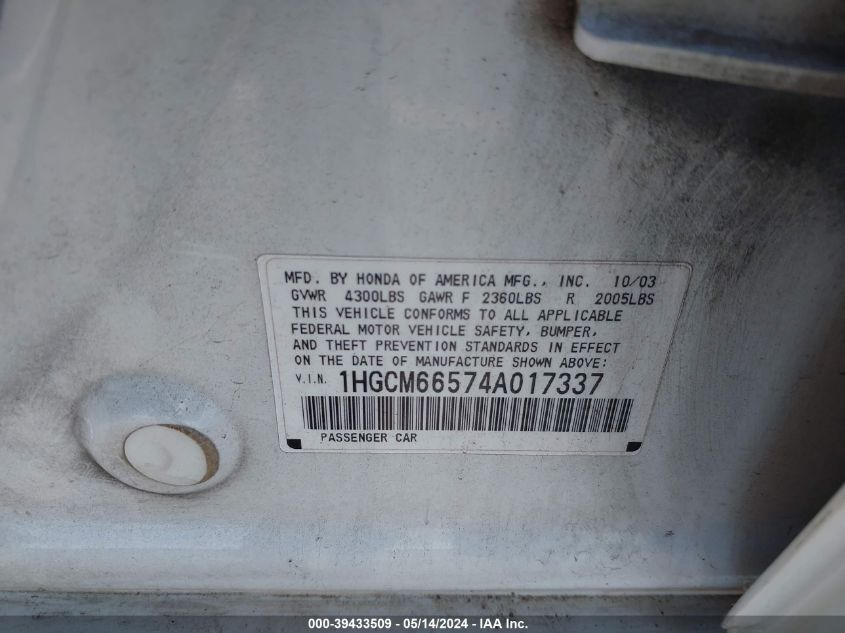 MFD. BY HONDA OF AMERICA MFG., INC. 10/03
GVWR 4300LBS GAWR F 2360LBS R 2005LBS
THIS VEHICLE CONFORMS TO ALL APPLICABLE
FEDERAL MOTOR VEHICLE SAFETY, BUMPER,
AND THEFT PREVENTION STANDARDS IN EFFECT
ON THE DATE OF MANUFACTURE SHOWN ABOVE:
V.I.N. 1HGCM66574A017337
PASSENGER CAR
000-39433509 - 05/14/2024 - IAA Inc.